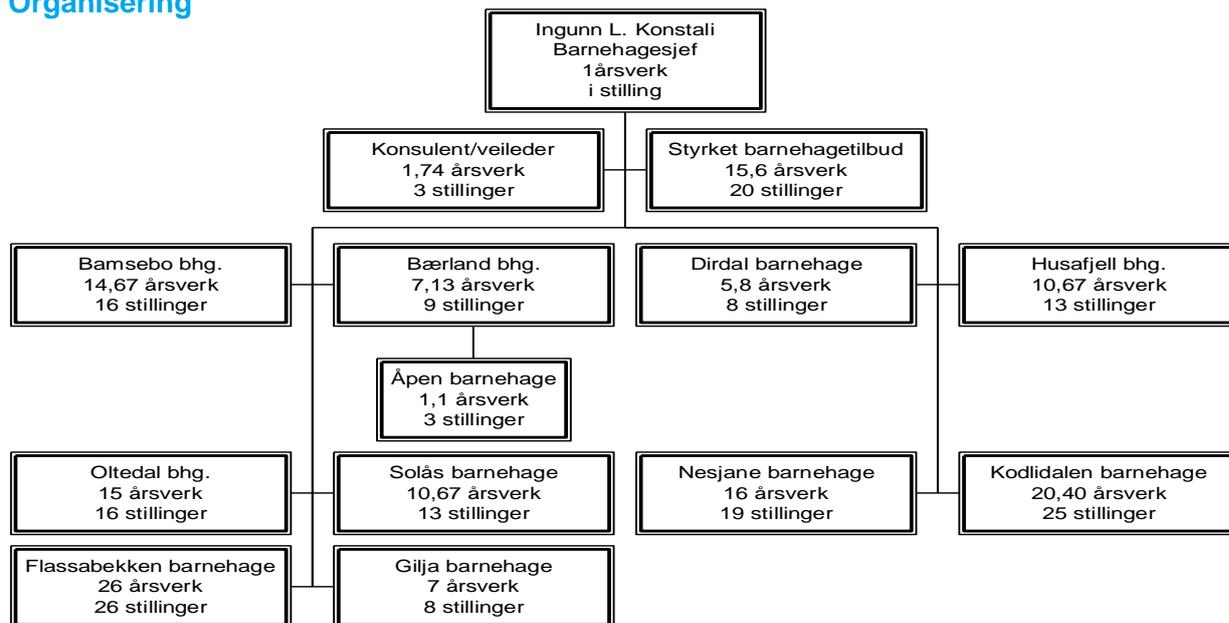 Organisering
Ingunn L. Konstali
Barnehagesjef
1årsverk
i stilling
Konsulent/veileder
1,74 årsverk
3 stillinger
Styrket barnehagetilbud
15,6 årsverk
20 stillinger
Bamsebo bhg.
14,67 årsverk
16 stillinger
Bærland bhg.
7,13 årsverk
9 stillinger
Dirdal barnehage
5,8 årsverk
8 stillinger
Husafjell bhg.
10,67 årsverk
13 stillinger
Åpen barnehage
1,1 årsverk
3 stillinger
Oltedal bhg.
15 årsverk
16 stillinger
Solås barnehage
10,67 årsverk
13 stillinger
Nesjane barnehage
16 årsverk
19 stillinger
Kodlidalen barnehage
20,40 årsverk
25 stillinger
Flassabekken barnehage
26 årsverk
26 stillinger
Gilja barnehage
7 årsverk
8 stillinger